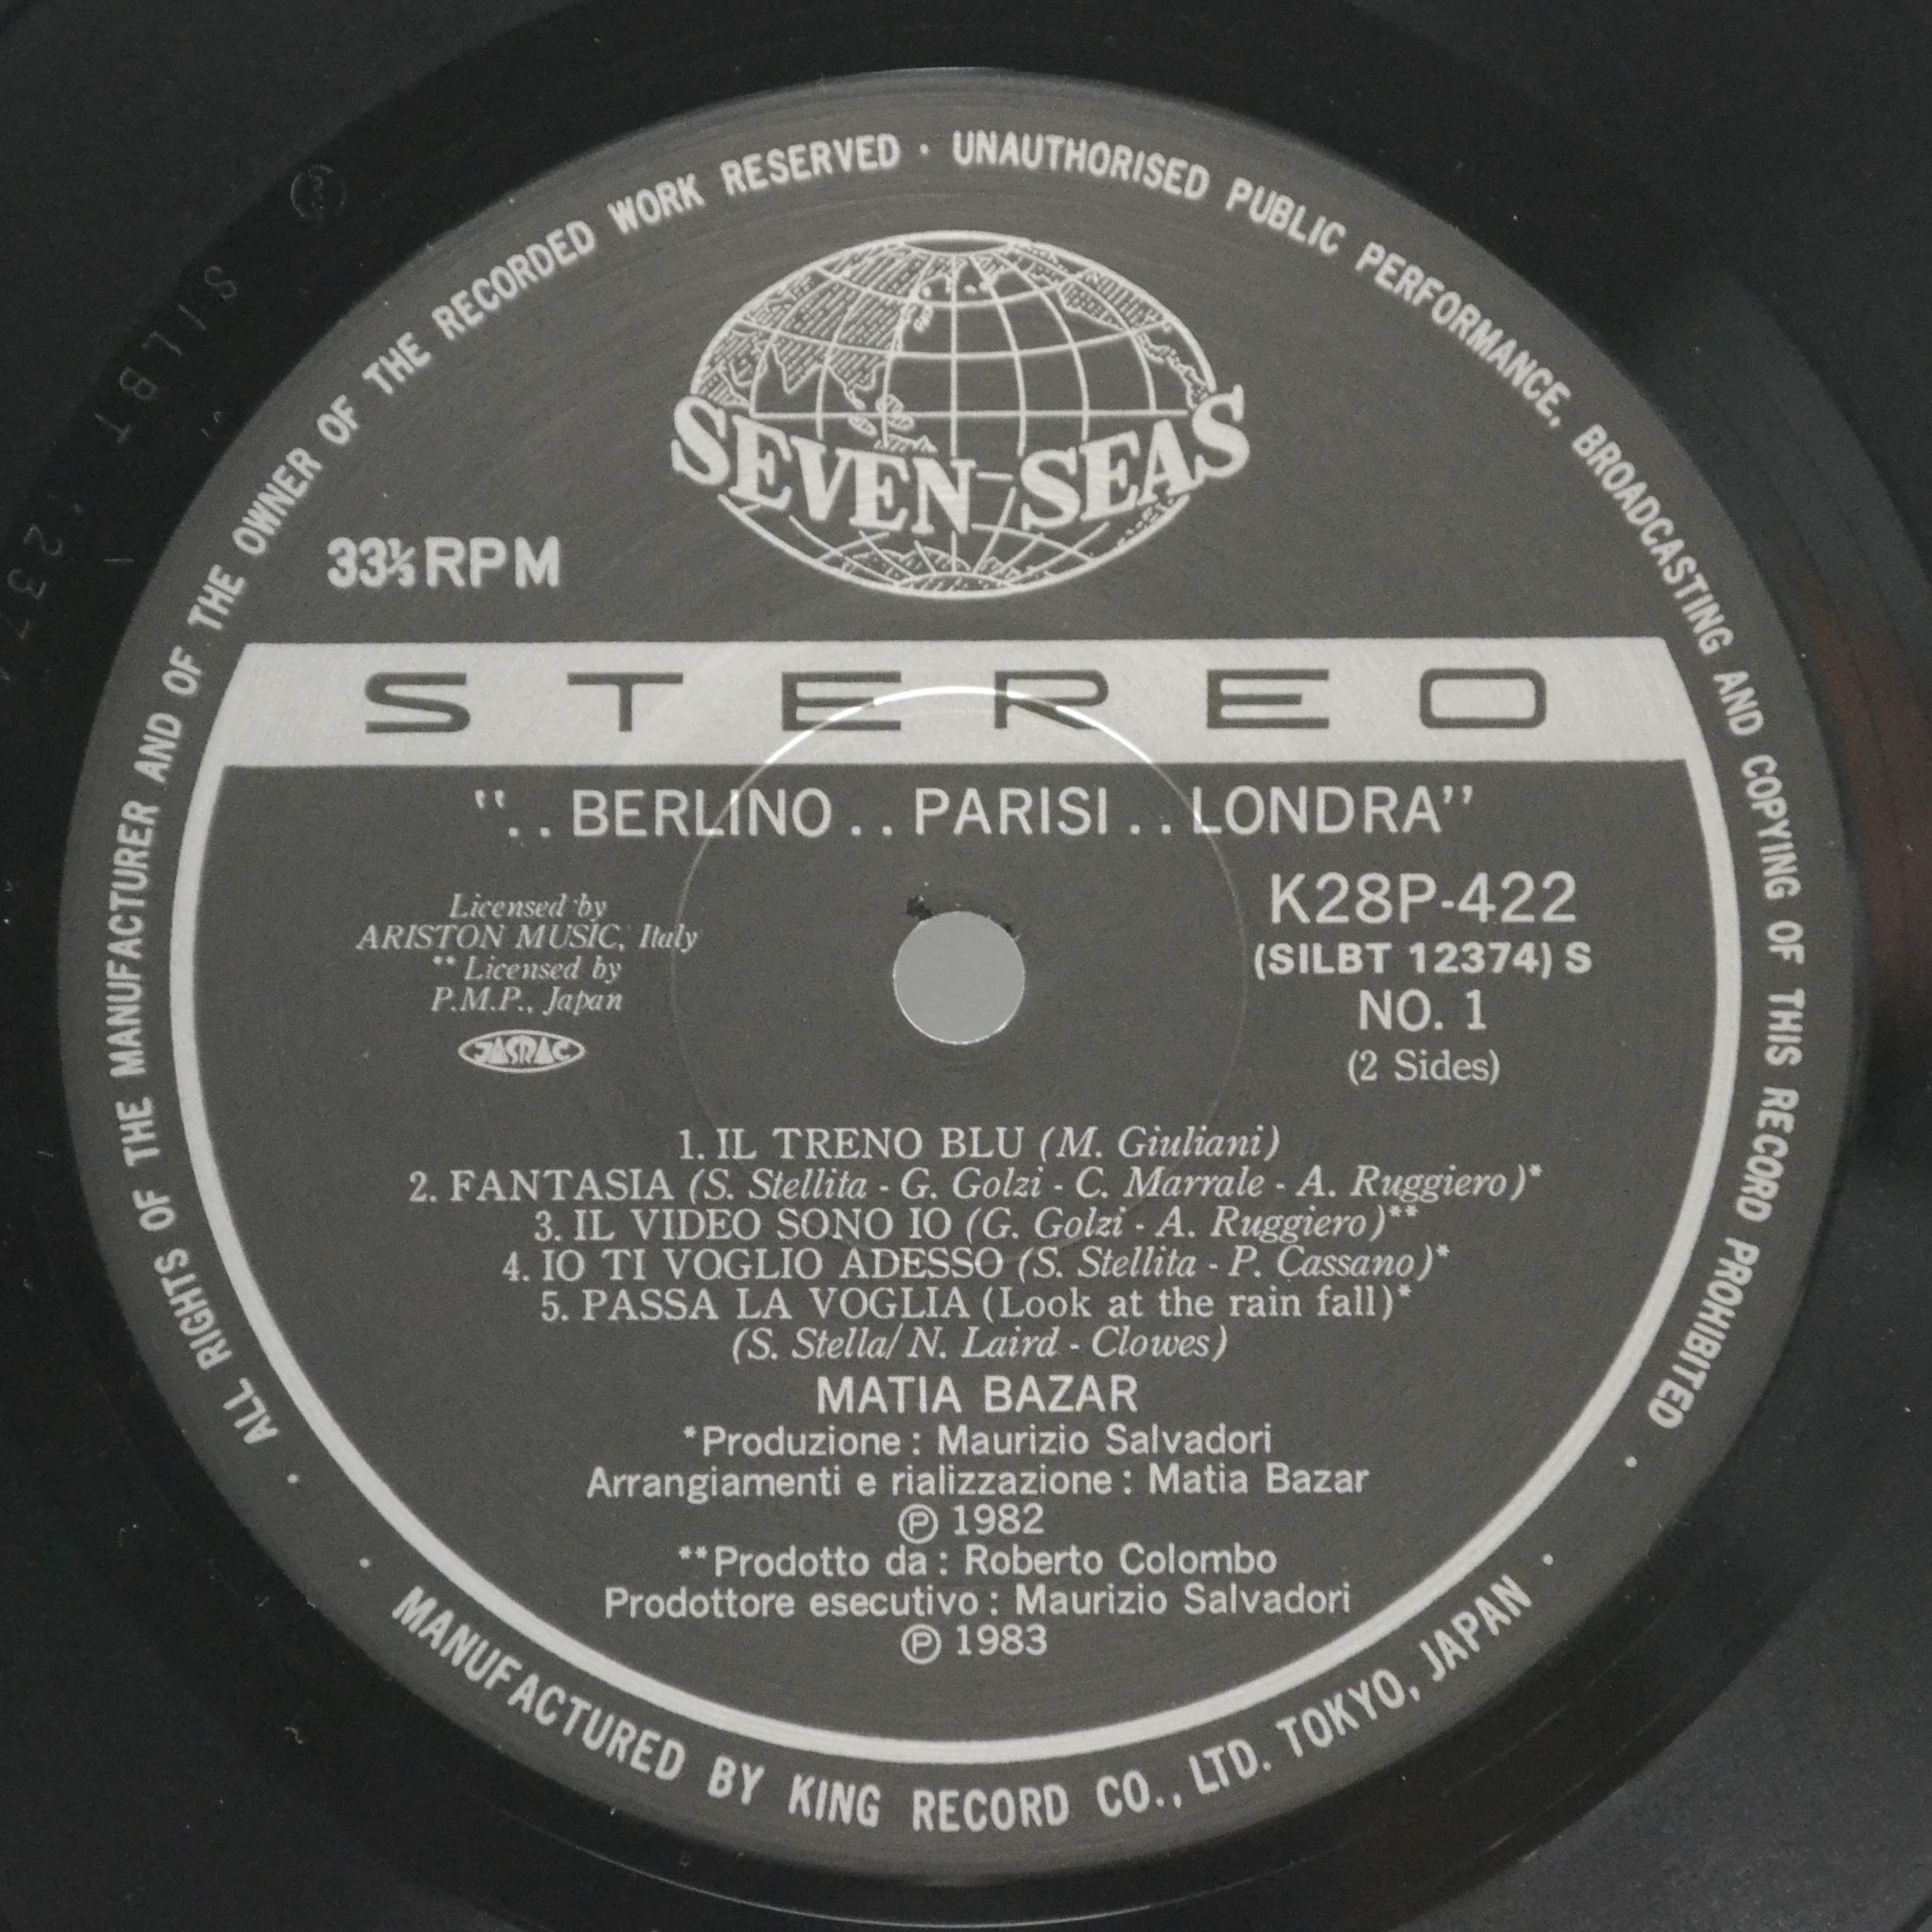 ALL RIGHTS OF THE MANUFACTURER AND OF THE OWNER OF THE RECORDED WORK RESERVED · UNAUTHORISED PUBLIC PERFORMANCE, BROADCASTING AND COPYING OF THIS RECORD PROHIBITED ·
SEVEN SEAS
33⅓ RPM
STEREO
".. BERLINO .. PARISI .. LONDRA"
Licensed by
ARISTON MUSIC, Italy
** Licensed by
P.M.P., Japan
JASRAC
K28P-422
(SILBT 12374) S
NO. 1
(2 Sides)
1. IL TRENO BLU (M. Giuliani)
2. FANTASIA (S. Stellita - G. Golzi - C. Marrale - A. Ruggiero)*
3. IL VIDEO SONO IO (G. Golzi - A. Ruggiero)**
4. IO TI VOGLIO ADESSO (S. Stellita - P. Cassano)*
5. PASSA LA VOGLIA (Look at the rain fall)*
(S. Stella/ N. Laird - Clowes)
MATIA BAZAR
*Produzione : Maurizio Salvadori
Arrangiamenti e rializzazione : Matia Bazar
Ⓟ 1982
**Prodotto da : Roberto Colombo
Prodottore esecutivo : Maurizio Salvadori
Ⓟ 1983
· MANUFACTURED BY KING RECORD CO., LTD. TOKYO, JAPAN ·
SILBT